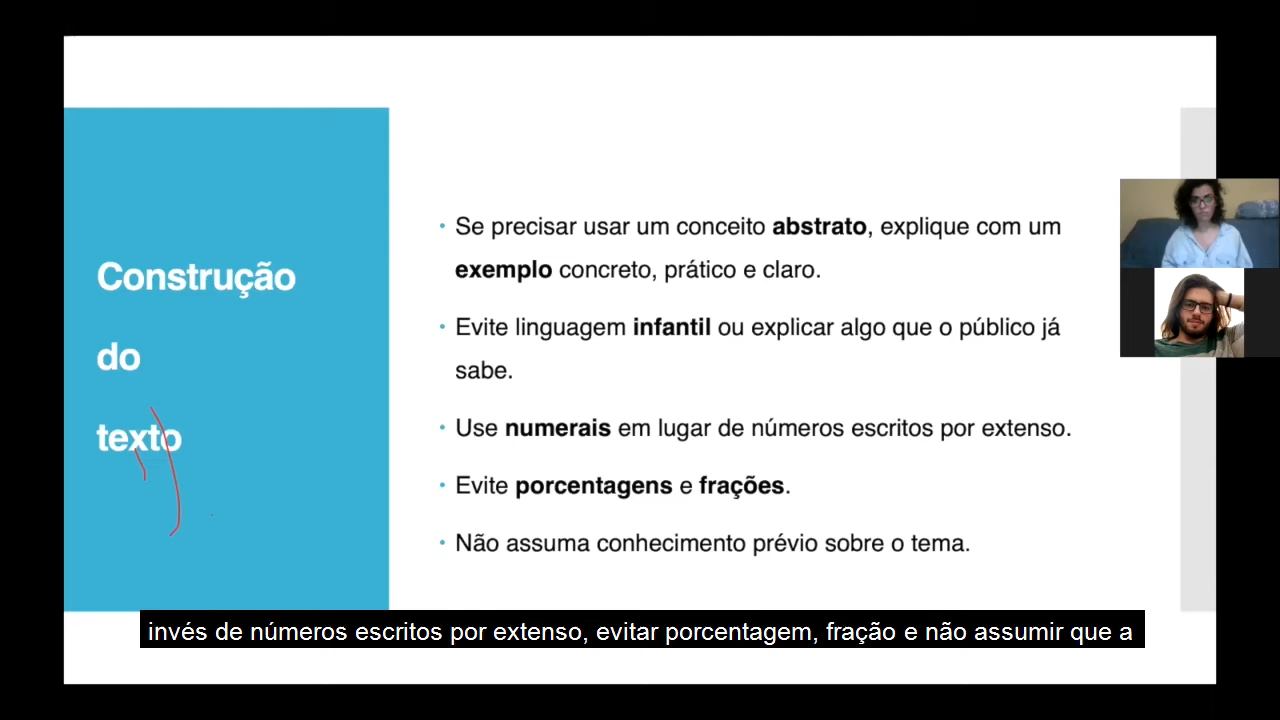 Construção
do
texto
• Se precisar usar um conceito abstrato, explique com um
exemplo concreto, prático e claro.
• Evite linguagem infantil ou explicar algo que o público já
sabe.
• Use numerais em lugar de números escritos por extenso.
• Evite porcentagens e frações.
• Não assuma conhecimento prévio sobre o tema.
invés de números escritos por extenso, evitar porcentagem, fração e não assumir que a